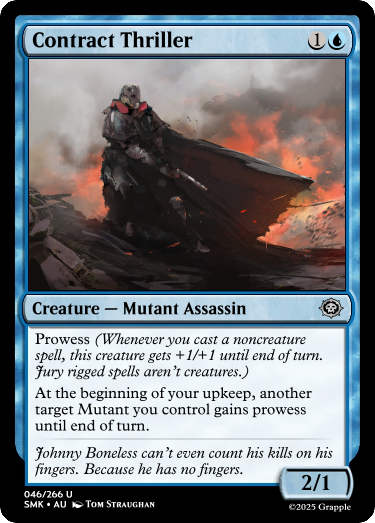 Contract Thriller 1
Creature — Mutant Assassin
Prowess (Whenever you cast a noncreature
spell, this creature gets +1/+1 until end of turn.
Jury rigged spells aren't creatures.)
At the beginning of your upkeep, another
target Mutant you control gains prowess
until end of turn.
Johnny Boneless can't even count his kills on his
fingers. Because he has no fingers.
2/1
046/266 U
SMK • AU Tom Straughan
©2025 Grapple